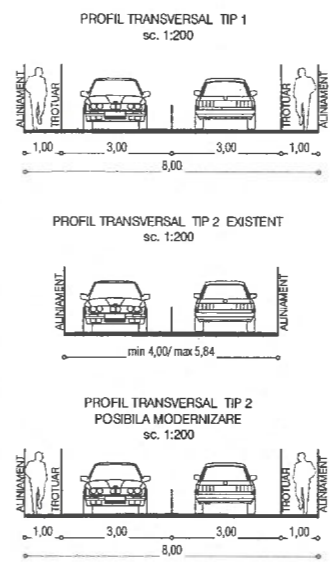 PROFIL TRANSVERSAL TIP 1
sc. 1:200
ALINIAMENT
TROTUAR
TROTUAR
ALINIAMENT
1,00 3,00 3,00 1,00
8,00
PROFIL TRANSVERSAL TIP 2 EXISTENT
sc. 1:200
ALINIAMENT
ALINIAMENT
min 4,00/ max 5,84
PROFIL TRANSVERSAL TIP 2
POSIBILA MODERNIZARE
sc. 1:200
ALINIAMENT
TROTUAR
TROTUAR
ALINIAMENT
1,00 3,00 3,00 1,00
8,00